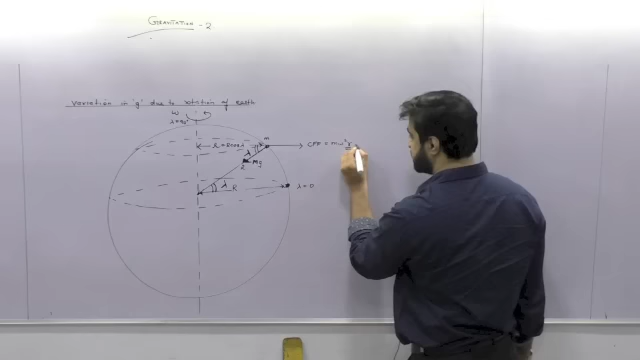 GRAVITATION - 2
Variation in 'g' due to rotation of earth
ω
λ=90°
r = Rcosλ
λ
m
CFF = mω²r
mg
R
λ
R
λ=0